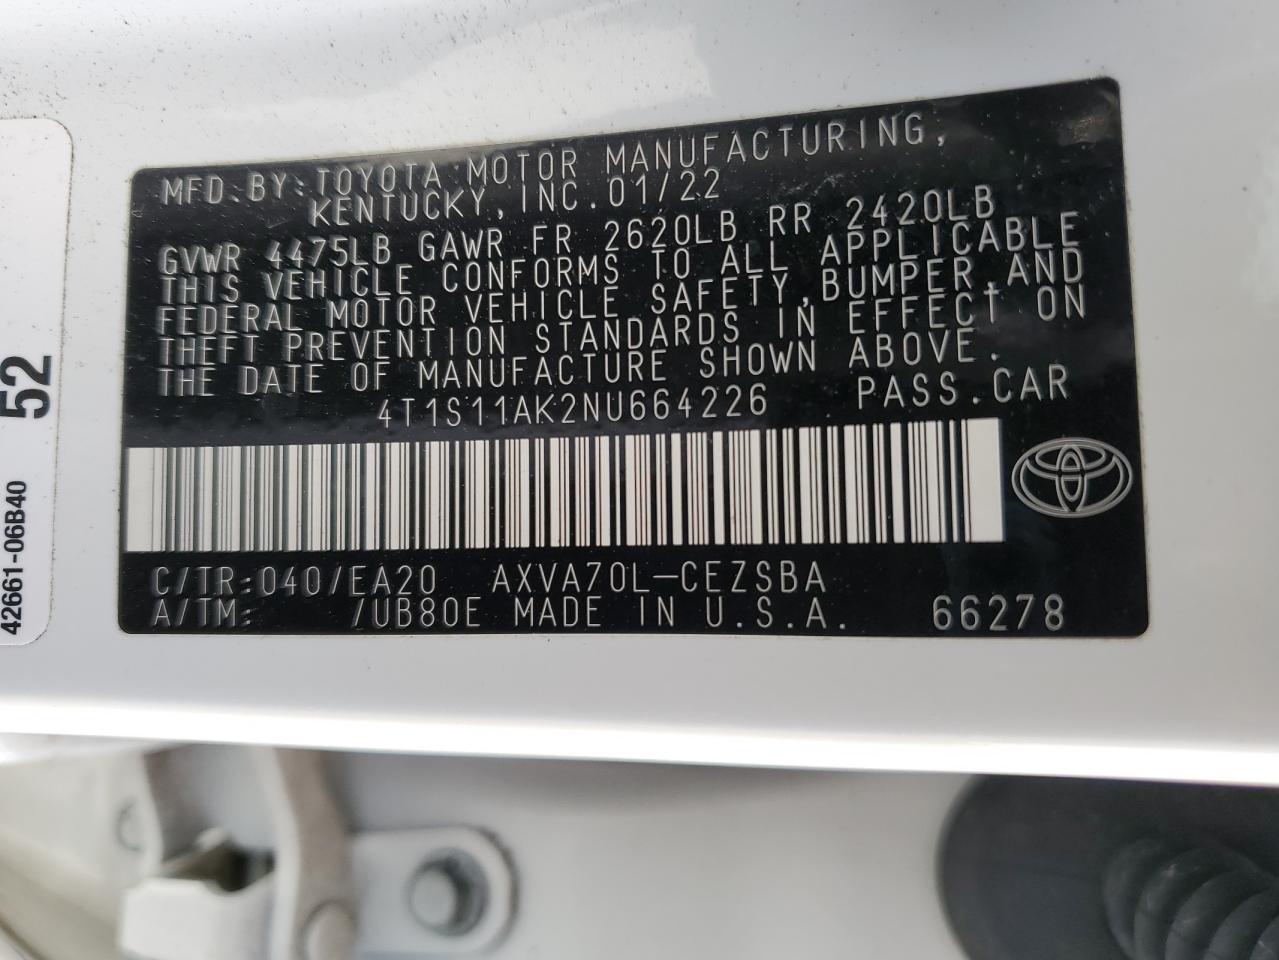 MFD.BY:TOYOTA MOTOR MANUFACTURING,
KENTUCKY,INC.01/22
GVWR 4475LB GAWR FR 2620LB RR 2420LB
THIS VEHICLE CONFORMS TO ALL APPLICABLE
FEDERAL MOTOR VEHICLE SAFETY,BUMPER,AND
THEFT PREVENTION STANDARDS IN EFFECT ON
THE DATE OF MANUFACTURE SHOWN ABOVE.
4T1S11AK2NU664226 PASS.CAR
C/TR:040/EA20 AXVA70L-CEZSBA
A/TM: /UB80E MADE IN U.S.A. 66278
52
42661-06B40